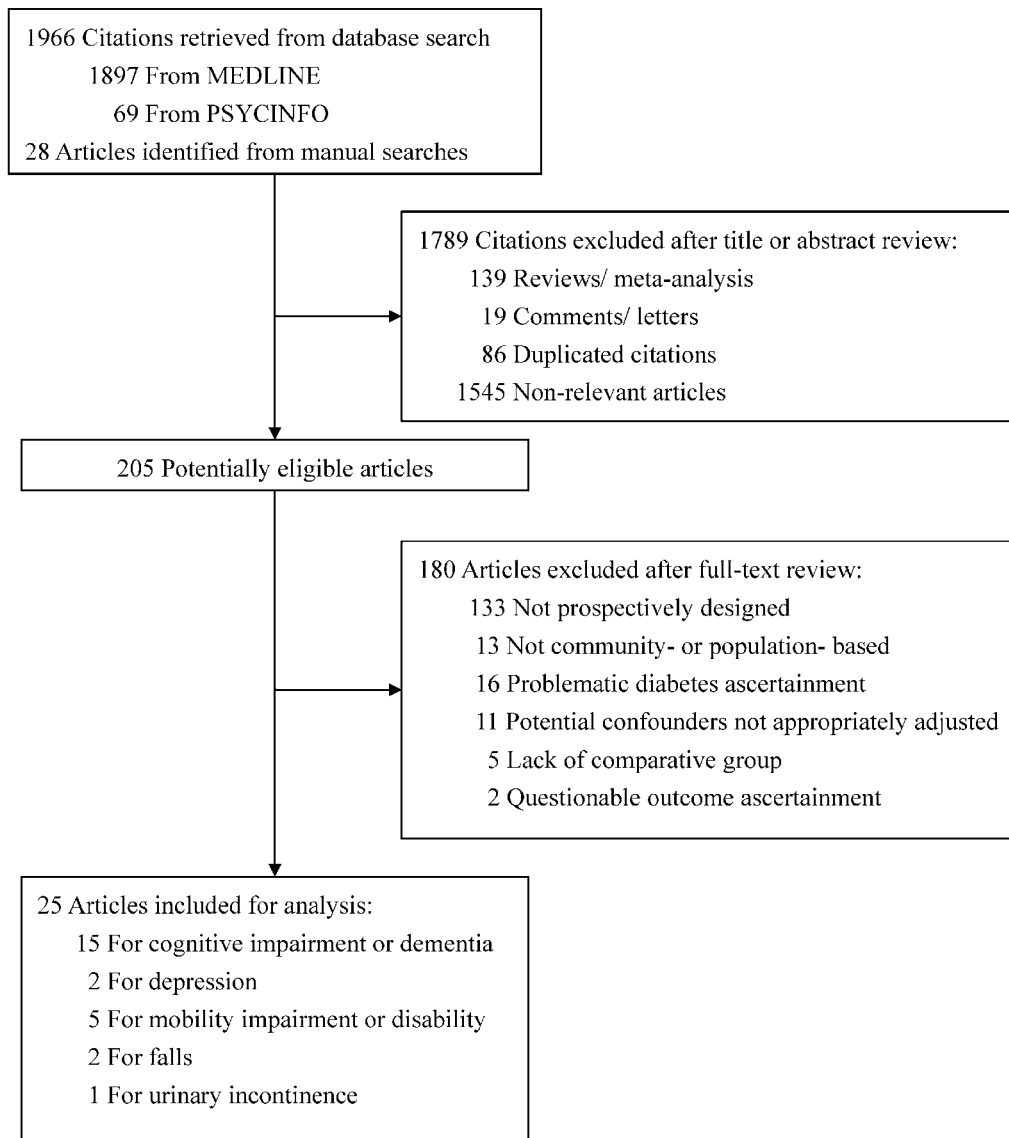 1966 Citations retrieved from database search
1897 From MEDLINE
69 From PSYCINFO
28 Articles identified from manual searches
1789 Citations excluded after title or abstract review:
139 Reviews/ meta-analysis
19 Comments/ letters
86 Duplicated citations
1545 Non-relevant articles
205 Potentially eligible articles
180 Articles excluded after full-text review:
133 Not prospectively designed
13 Not community- or population- based
16 Problematic diabetes ascertainment
11 Potential confounders not appropriately adjusted
5 Lack of comparative group
2 Questionable outcome ascertainment
25 Articles included for analysis:
15 For cognitive impairment or dementia
2 For depression
5 For mobility impairment or disability
2 For falls
1 For urinary incontinence